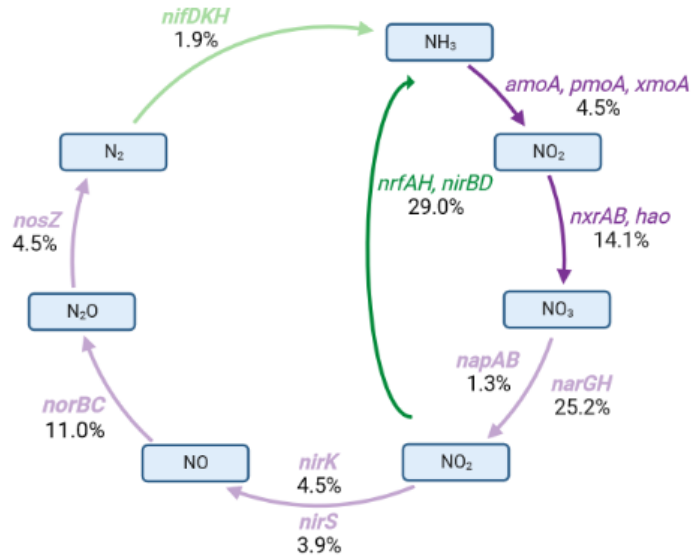 nifDKH
1.9%
NH₃
amoA, pmoA, xmoA
4.5%
N₂
NO₂
nrfAH, nirBD
29.0%
nxrAB, hao
14.1%
nosZ
4.5%
N₂O
NO₃
napAB
1.3%
narGH
25.2%
norBC
11.0%
NO
nirK
4.5%
nirS
3.9%
NO₂